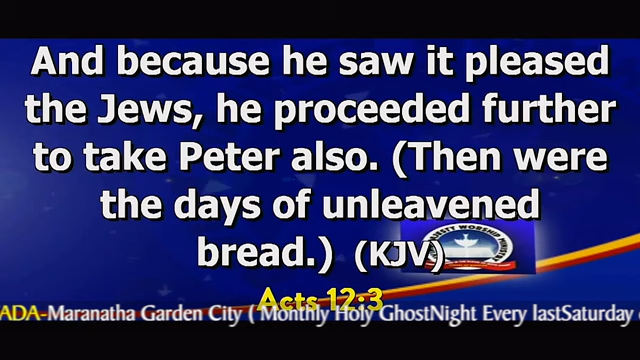 And because he saw it pleased
the Jews, he proceeded further
to take Peter also. (Then were
the days of unleavened
bread.) (KJV)
Acts 12:3
ADA-Maranatha Garden City ( Monthly Holy GhostNight Every lastSaturday